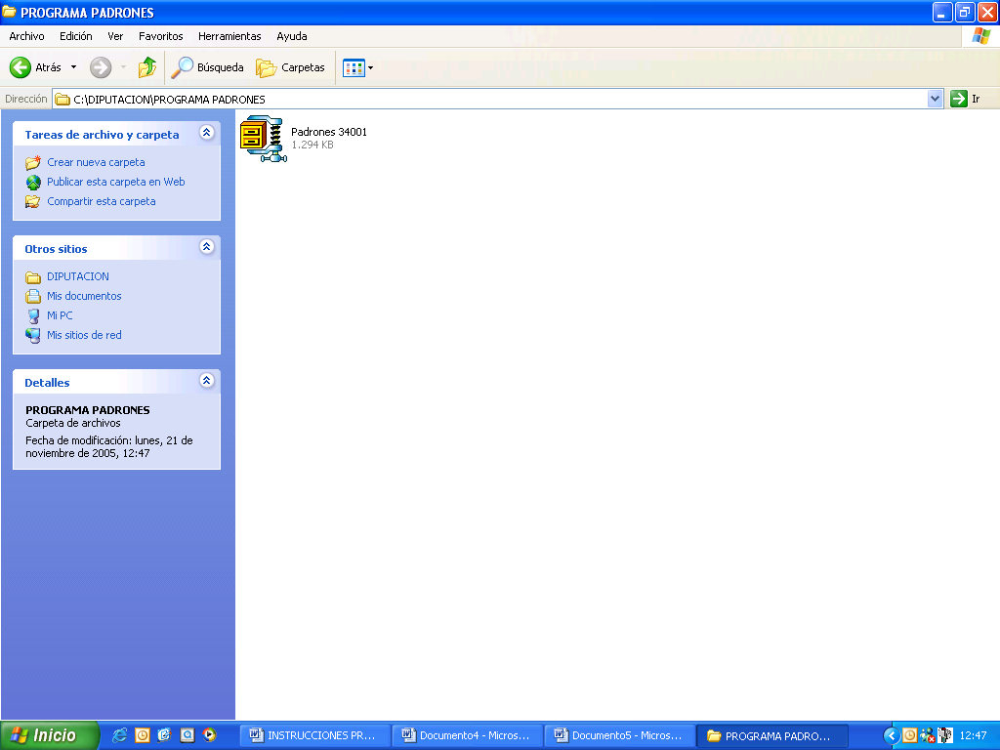 PROGRAMA PADRONES
Archivo Edición Ver Favoritos Herramientas Ayuda
Atrás Búsqueda Carpetas
Dirección C:\DIPUTACION\PROGRAMA PADRONES Ir
Tareas de archivo y carpeta
Crear nueva carpeta
Publicar esta carpeta en Web
Compartir esta carpeta
Otros sitios
DIPUTACION
Mis documentos
Mi PC
Mis sitios de red
Detalles
PROGRAMA PADRONES
Carpeta de archivos
Fecha de modificación: lunes, 21 de
noviembre de 2005, 12:47
Padrones 34001
1.294 KB
Inicio INSTRUCCIONES PR... Documento4 - Micros... Documento5 - Micros... PROGRAMA PADRO... 12:47